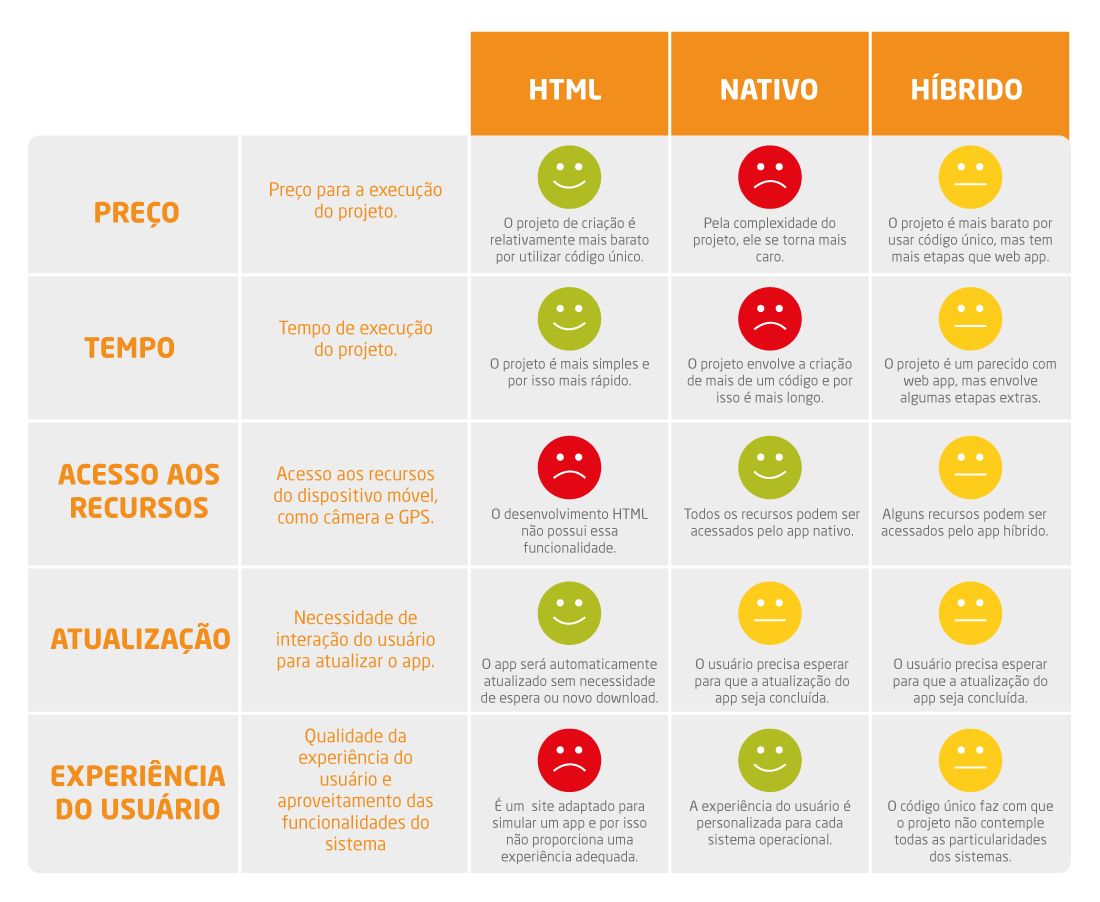 HTML
NATIVO
HÍBRIDO
PREÇO
Preço para a execução
do projeto.
O projeto de criação é
relativamente mais barato
por utilizar código único.
Pela complexidade do
projeto, ele se torna mais
caro.
O projeto é mais barato por
usar código único, mas tem
mais etapas que web app.
TEMPO
Tempo de execução
do projeto.
O projeto é mais simples e
por isso mais rápido.
O projeto envolve a criação
de mais de um código e por
isso é mais longo.
O projeto é um parecido com
web app, mas envolve
algumas etapas extras.
ACESSO AOS
RECURSOS
Acesso aos recursos
do dispositivo móvel,
como câmera e GPS.
O desenvolvimento HTML
não possui essa
funcionalidade.
Todos os recursos podem ser
acessados pelo app nativo.
Alguns recursos podem ser
acessados pelo app híbrido.
ATUALIZAÇÃO
Necessidade de
interação do usuário
para atualizar o app.
O app será automaticamente
atualizado sem necessidade
de espera ou novo download.
O usuário precisa esperar
para que a atualização do
app seja concluída.
O usuário precisa esperar
para que a atualização do
app seja concluída.
EXPERIÊNCIA
DO USUÁRIO
Qualidade da
experiência do
usuário e
aproveitamento das
funcionalidades do
sistema
É um site adaptado para
simular um app e por isso
não proporciona uma
experiência adequada.
A experiência do usuário é
personalizada para cada
sistema operacional.
O código único faz com que
o projeto não contemple
todas as particularidades
dos sistemas.